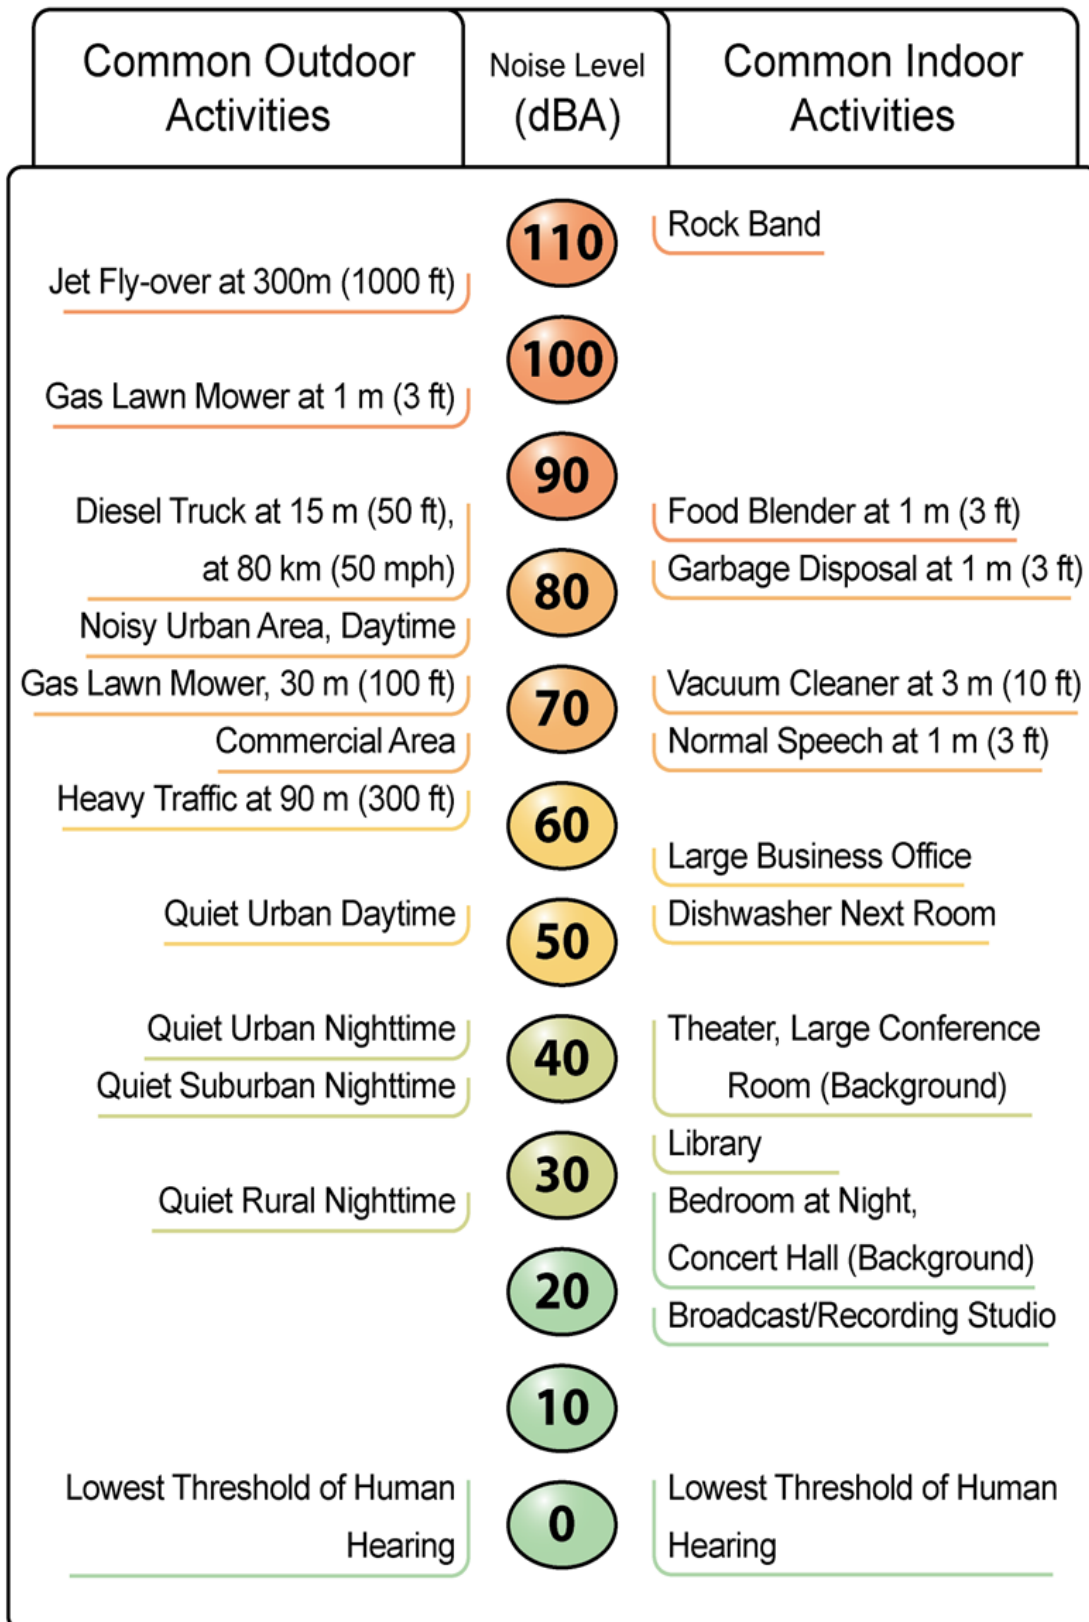 Common Outdoor
Activities
Noise Level
(dBA)
Common Indoor
Activities
110
Rock Band
Jet Fly-over at 300m (1000 ft)
100
Gas Lawn Mower at 1 m (3 ft)
90
Diesel Truck at 15 m (50 ft),
at 80 km (50 mph)
Food Blender at 1 m (3 ft)
80
Garbage Disposal at 1 m (3 ft)
Noisy Urban Area, Daytime
Gas Lawn Mower, 30 m (100 ft)
70
Vacuum Cleaner at 3 m (10 ft)
Commercial Area
Normal Speech at 1 m (3 ft)
Heavy Traffic at 90 m (300 ft)
60
Large Business Office
Quiet Urban Daytime
50
Dishwasher Next Room
Quiet Urban Nighttime
40
Theater, Large Conference
Room (Background)
Quiet Suburban Nighttime
30
Library
Quiet Rural Nighttime
Bedroom at Night,
Concert Hall (Background)
20
Broadcast/Recording Studio
10
Lowest Threshold of Human
Hearing
0
Lowest Threshold of Human
Hearing